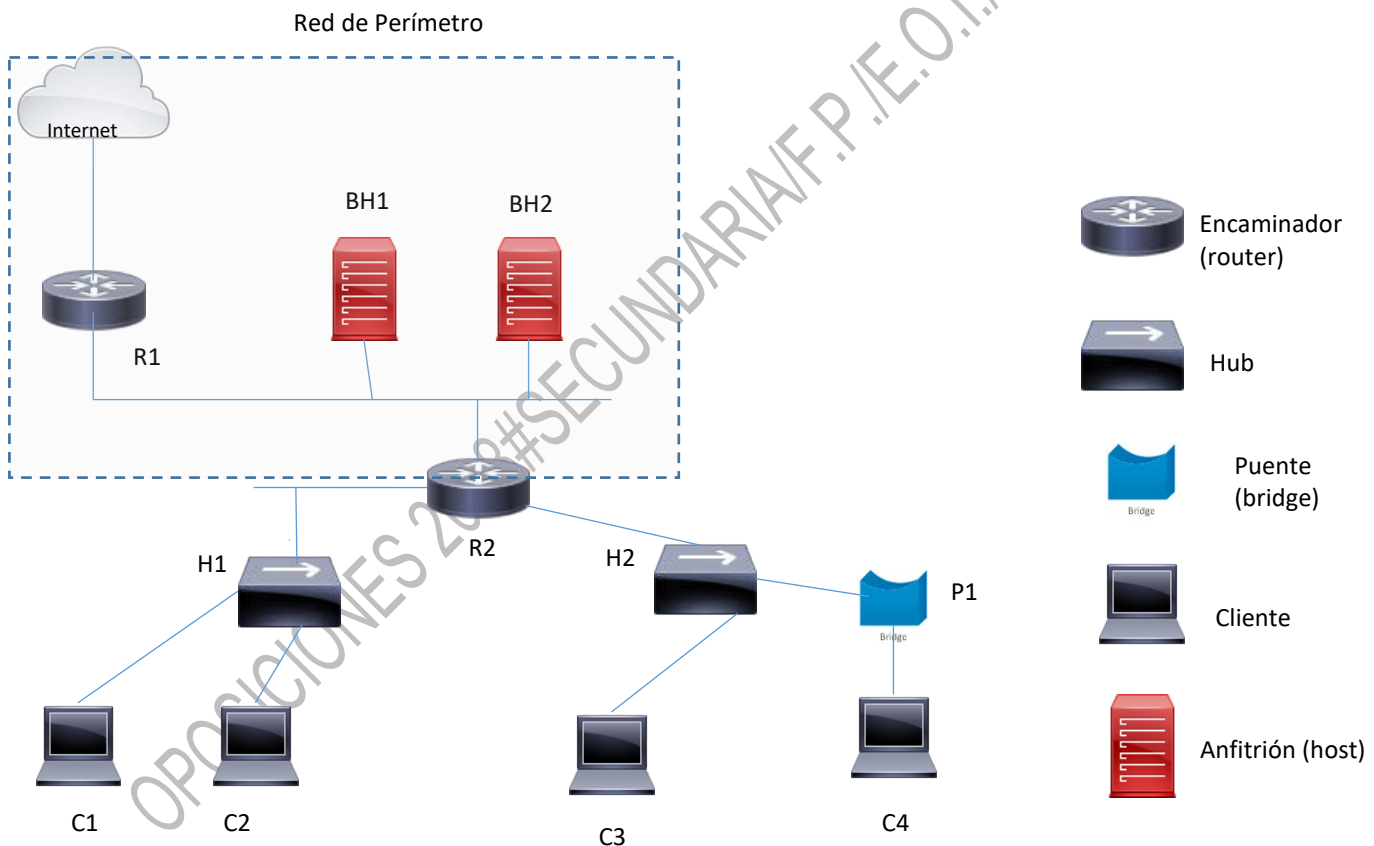 Red de Perímetro
OPOSICIONES 2018#SECUNDARIA/F.P./E.O.I.
Internet
BH1
BH2
R1
R2
H1
H2
P1
Bridge
C1
C2
C3
C4
Encaminador
(router)
Hub
Puente
(bridge)
Bridge
Cliente
Anfitrión (host)